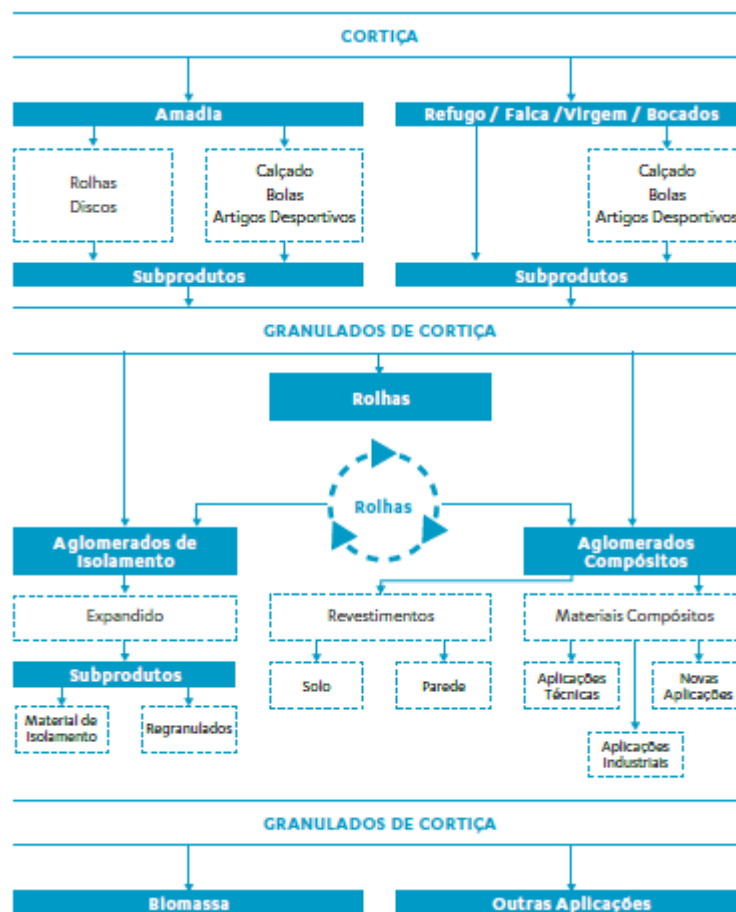 CORTIÇA
Amadia
Refugo / Falca /Virgem / Bocados
Rolhas
Discos
Calçado
Bolas
Artigos Desportivos
Calçado
Bolas
Artigos Desportivos
Subprodutos
Subprodutos
GRANULADOS DE CORTIÇA
Rolhas
Rolhas
Aglomerados de
Isolamento
Aglomerados
Compósitos
Expandido
Revestimentos
Materiais Compósitos
Subprodutos
Solo
Parede
Aplicações
Técnicas
Novas
Aplicações
Material de
Isolamento
Regranulados
Aplicações
Industriais
GRANULADOS DE CORTIÇA
Biomassa
Outras Aplicações